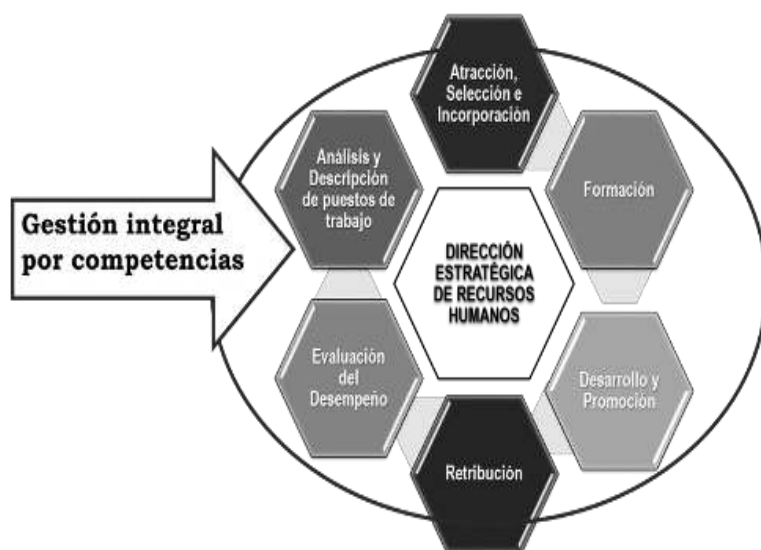 Atracción,
Selección e
Incorporación
Análisis y
Descripción
de puestos de
trabajo
Formación
Gestión integral
por competencias
DIRECCIÓN
ESTRATÉGICA
DE RECURSOS
HUMANOS
Evaluación
del
Desempeño
Desarrollo y
Promoción
Retribución